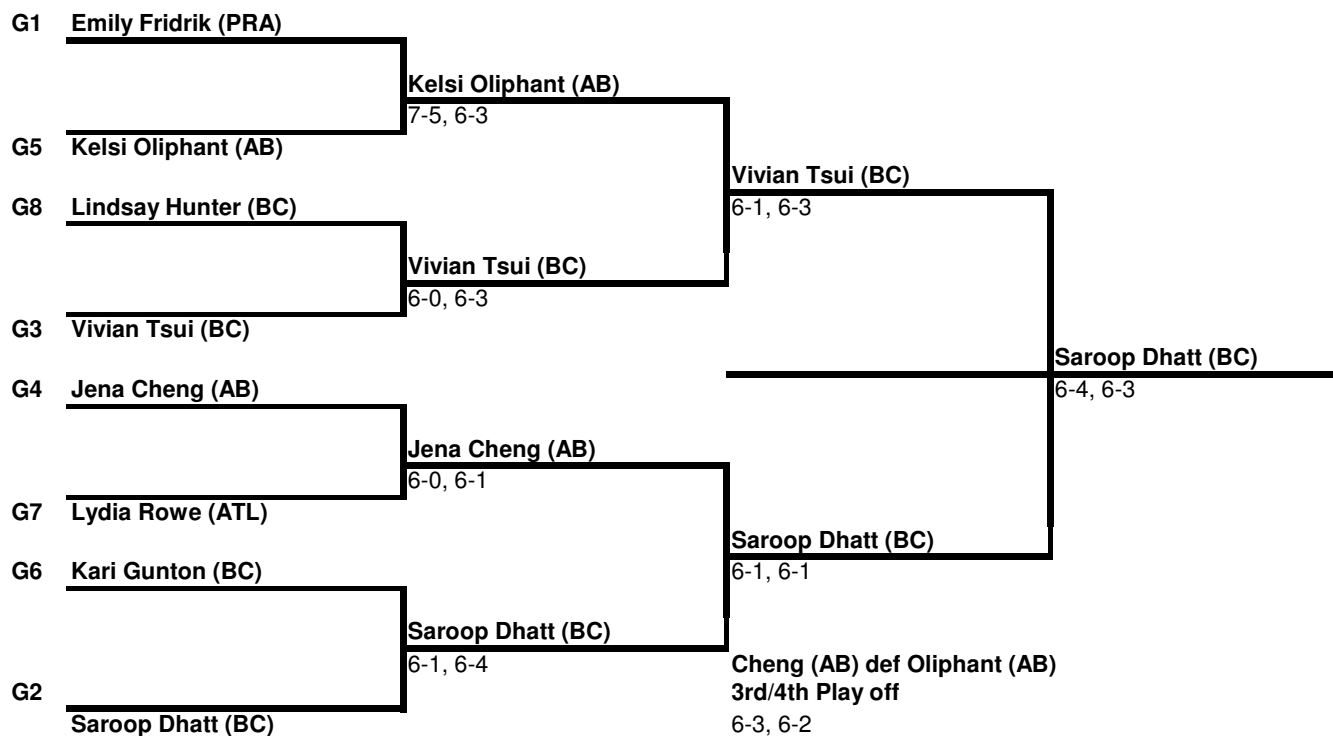 G1 Emily Fridrik (PRA)
Kelsi Oliphant (AB)
7-5, 6-3
G5 Kelsi Oliphant (AB)
Vivian Tsui (BC)
6-1, 6-3
G8 Lindsay Hunter (BC)
Vivian Tsui (BC)
6-0, 6-3
G3 Vivian Tsui (BC)
Saroop Dhatt (BC)
6-4, 6-3
G4 Jena Cheng (AB)
Jena Cheng (AB)
6-0, 6-1
G7 Lydia Rowe (ATL)
Saroop Dhatt (BC)
6-1, 6-1
G6 Kari Gunton (BC)
Saroop Dhatt (BC)
6-1, 6-4
G2 Saroop Dhatt (BC)
Cheng (AB) def Oliphant (AB)
3rd/4th Play off
6-3, 6-2